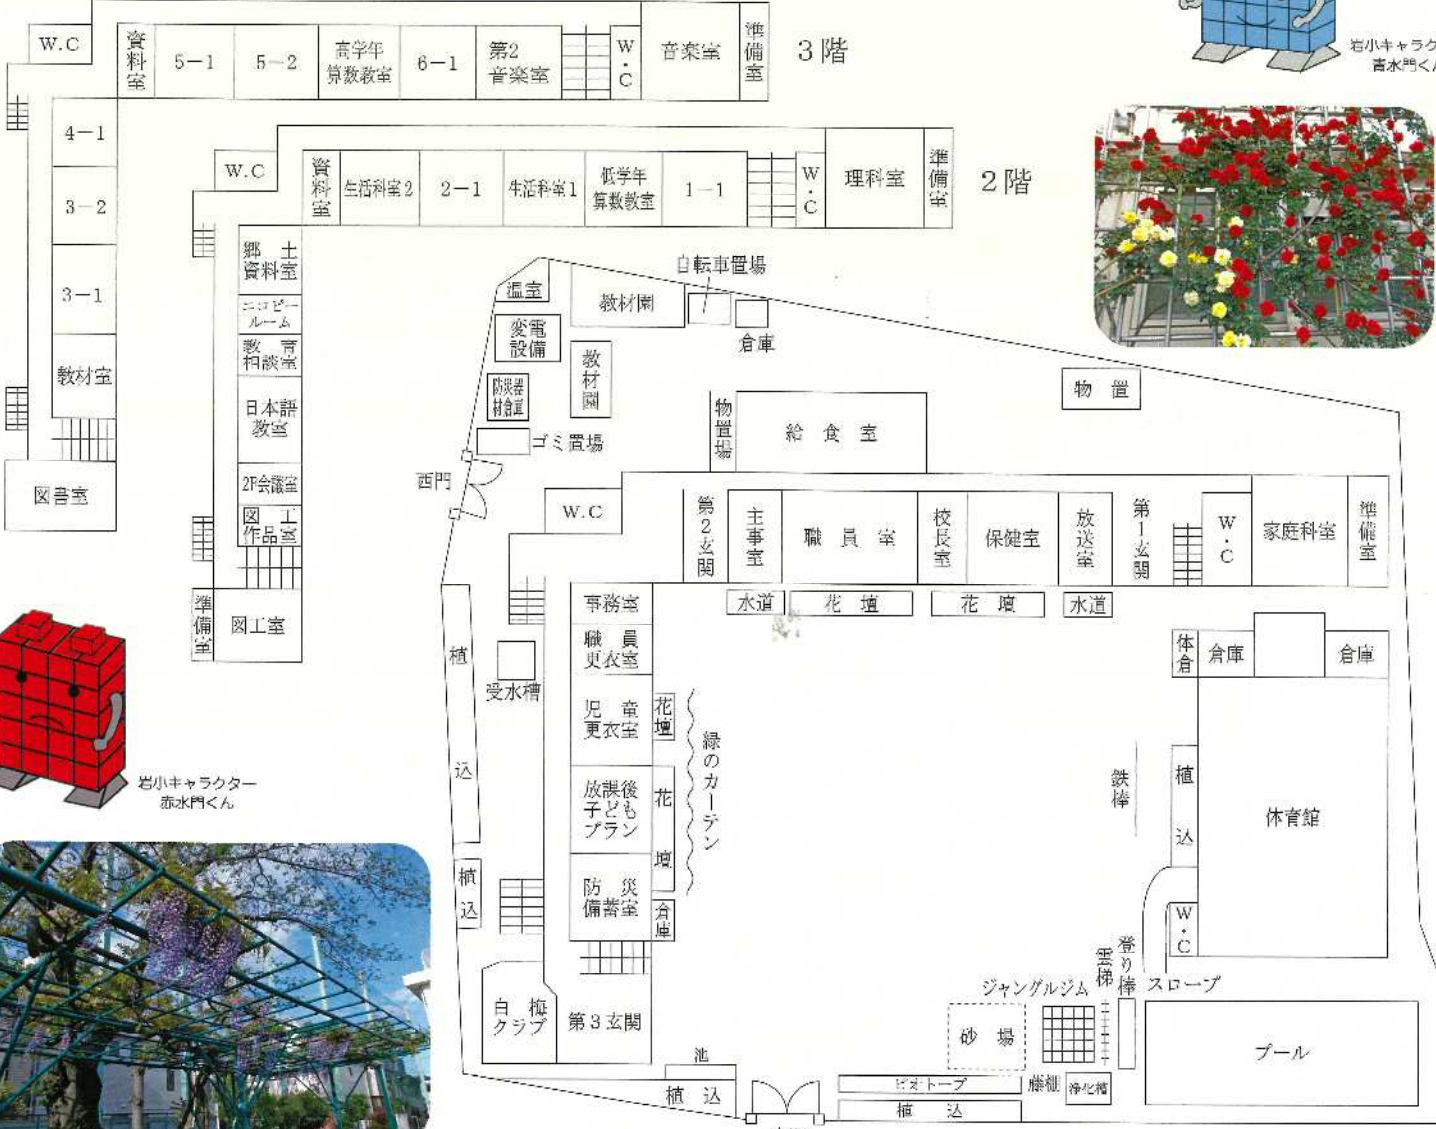 W.C
資料室
5－1
5－2
高学年
算数教室
6－1
第2
音楽室
W・C
音楽室
準備室
3階
4－1
3－2
3－1
教材室
図書室
岩小キャラク
青水門くん
W.C
資料室
生活科室2
2－1
生活科室1
低学年
算数教室
1－1
W・C
理科室
準備室
2階
郷土
資料室
ニコピー
ルーム
教育
相談室
日本語
教室
2F会議室
図工
作品室
準備室
図工室
温室
教材園
自転車置場
倉庫
変電
設備
教材園
防災器
材倉庫
ゴミ置場
西門
物置
物置場
給食室
W.C
第2玄関
主事室
職員室
校長室
保健室
放送室
第1玄関
W・C
家庭科室
準備室
水道
花壇
花壇
水道
事務室
職員
更衣室
児童
更衣室
放課後
子ども
プラン
防災
備蓄室
花壇
花壇
倉庫
緑のカーテン
受水槽
植込
植込
白梅
クラブ
第3玄関
体倉
倉庫
倉庫
鉄棒
植込
体育館
W・C
スロープ
登り棒
雲梯
ジャングルジム
砂場
プール
池
植込
ビオトープ
藤棚
浄化槽
植込
岩小キャラクター
赤水門くん